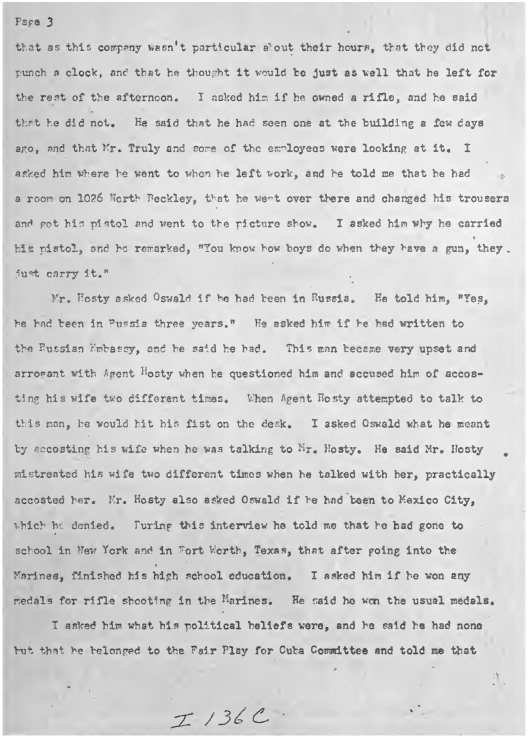 Page 3
that as this company wasn't particular about their hours, that they did not
punch a clock, and that he thought it would be just as well that he left for
the rest of the afternoon. I asked him if he owned a rifle, and he said
that he did not. He said that he had seen one at the building a few days
ago, and that Mr. Truly and some of the employees were looking at it. I
asked him where he went to when he left work, and he told me that he had
a room on 1026 North Beckley, that he went over there and changed his trousers
and got his pistol and went to the picture show. I asked him why he carried
his pistol, and he remarked, "You know how boys do when they have a gun, they
just carry it."
Mr. Hosty asked Oswald if he had been in Russia. He told him, "Yes,
he had been in Russia three years." He asked him if he had written to
the Russian Embassy, and he said he had. This man became very upset and
arrogant with Agent Hosty when he questioned him and accused him of accos-
ting his wife two different times. When Agent Hosty attempted to talk to
this man, he would hit his fist on the desk. I asked Oswald what he meant
by accosting his wife when he was talking to Mr. Hosty. He said Mr. Hosty
mistreated his wife two different times when he talked with her, practically
accosted her. Mr. Hosty also asked Oswald if he had been to Mexico City,
which he denied. During this interview he told me that he had gone to
school in New York and in Fort Worth, Texas, that after going into the
Marines, finished his high school education. I asked him if he won any
medals for rifle shooting in the Marines. He said he won the usual medals.
I asked him what his political beliefs were, and he said he had none
but that he belonged to the Fair Play for Cuba Committee and told me that
I 136 C